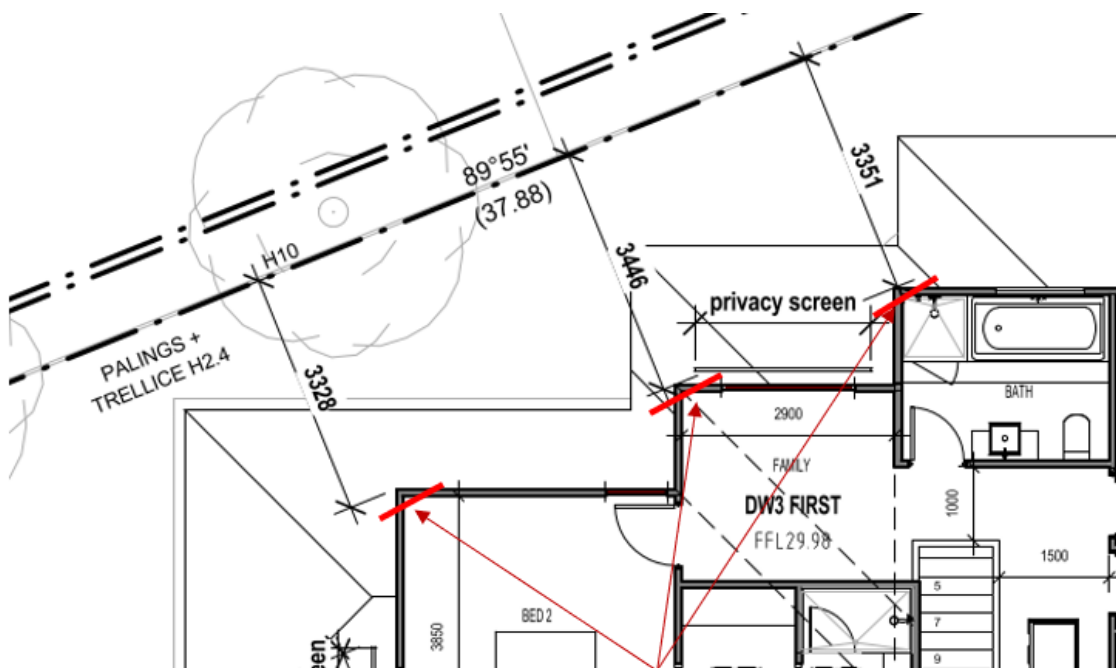 89°55'
(37.88)
3351
H10
3446
privacy screen
PALINGS +
TRELLICE H2.4
3328
2900
BATH
FAMILY
DW3 FIRST
FFL29.98
1000
1500
5
7
9
BED 2
3850
een